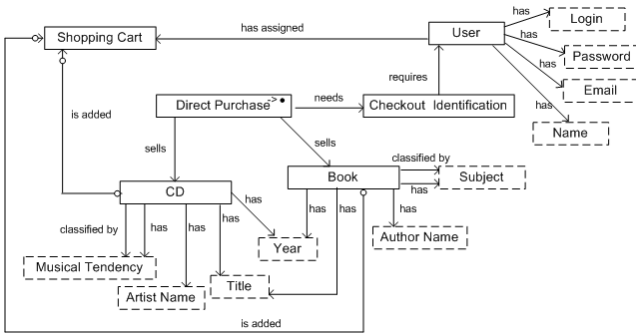 has
Login
Shopping Cart
has assigned
User
has
Password
has
Email
requires
has
Name
is added
Direct Purchase
needs
Checkout Identification
sells
sells
classified by
Book
Subject
has
CD
has
has
has
has
classified by
has
has
has
Year
Author Name
Musical Tendency
Title
Artist Name
is added